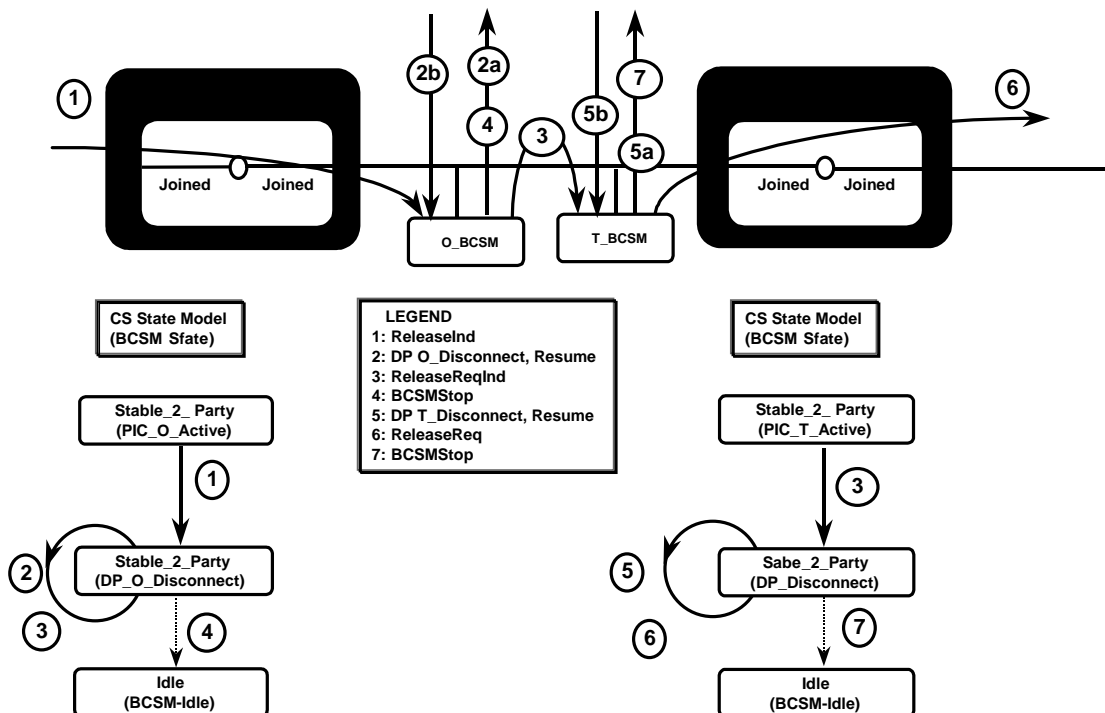 1
2b
2a
4
3
5b
7
5a
6
Joined Joined
O_BCSM
T_BCSM
Joined Joined
CS State Model
(BCSM Sfate)
LEGEND
1: ReleaseInd
2: DP O_Disconnect, Resume
3: ReleaseReqInd
4: BCSMStop
5: DP T_Disconnect, Resume
6: ReleaseReq
7: BCSMStop
CS State Model
(BCSM Sfate)
Stable_2_ Party
(PIC_O_Active)
1
Stable_2_Party
(DP_O_Disconnect)
2
3
4
Idle
(BCSM-Idle)
Stable_2_ Party
(PIC_T_Active)
3
Sabe_2_Party
(DP_Disconnect)
5
6
7
Idle
(BCSM-Idle)